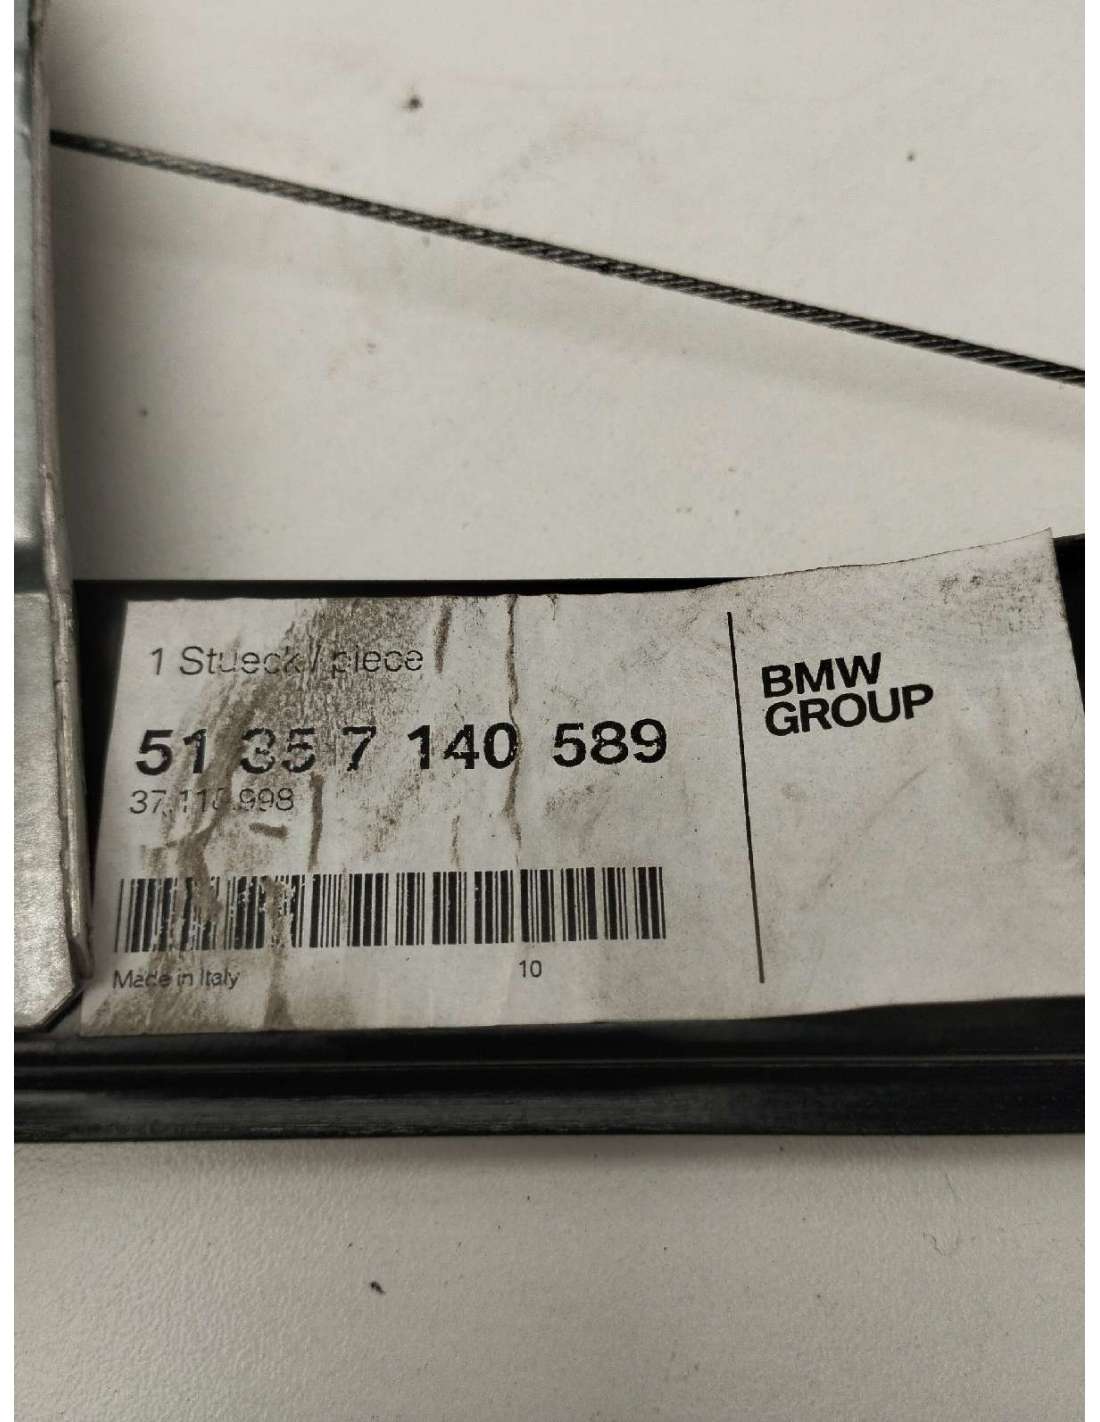 1 Stueck / piece
51 35 7 140 589
BMW
GROUP
Made in Italy
10